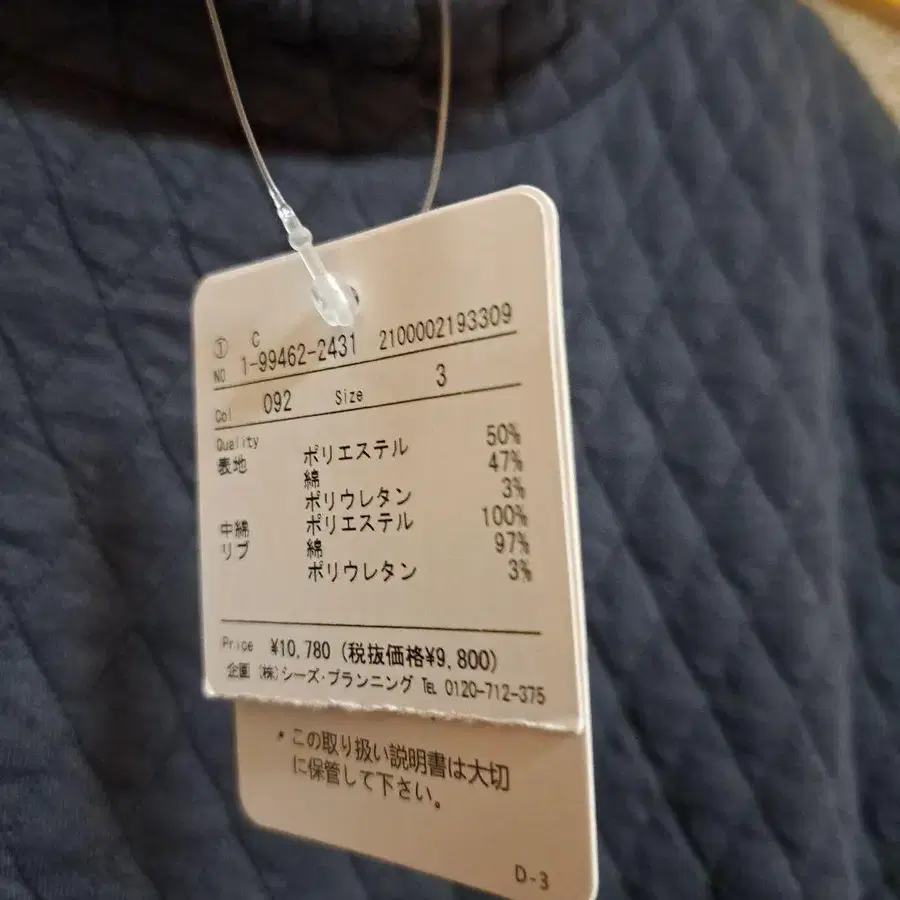 ① C
NO 1-99462-2431 2100002193309
Col 092 Size 3
Quality
表地 ポリエステル 50%
綿 47%
ポリウレタン 3%
中綿 ポリエステル 100%
リブ 綿 97%
ポリウレタン 3%
Price ¥10,780 (税抜価格¥9,800)
企画 (株)シーズ・プランニング TEL 0120-712-375
* この取り扱い説明書は大切
に保管して下さい。
D-3